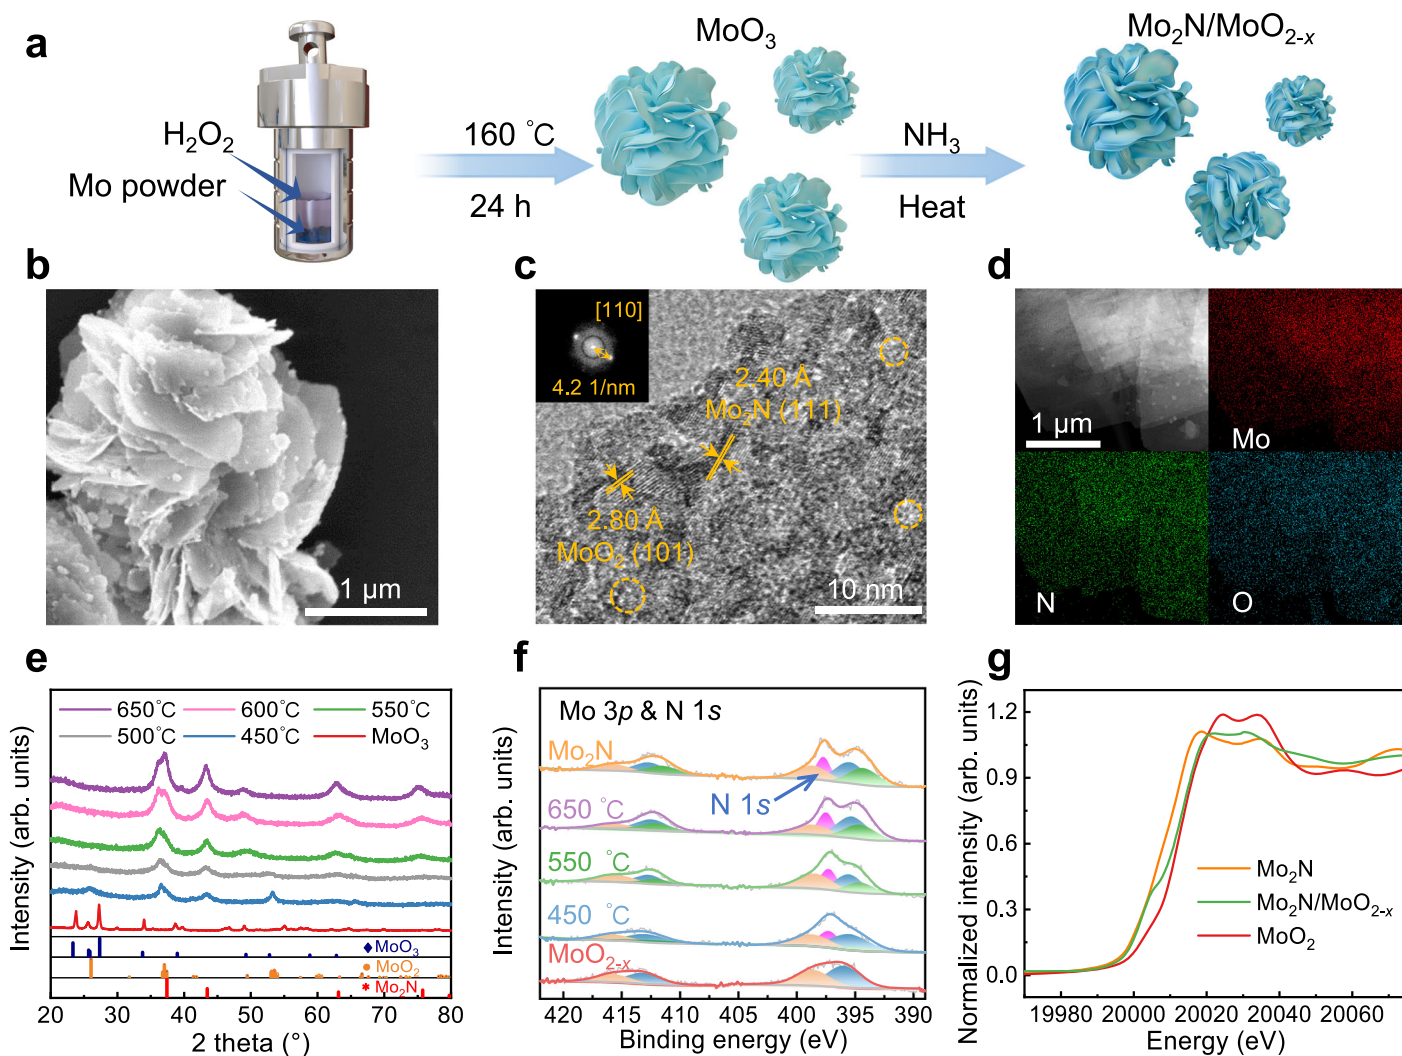 a
H₂O₂
Mo powder
160 °C
24 h
MoO₃
NH₃
Heat
Mo₂N/MoO₂₋ₓ
b
1 μm
c
[110]
4.2 1/nm
2.40 Å
Mo₂N (111)
2.80 Å
MoO₂ (101)
10 nm
d
1 μm
Mo
N
O
e
650°C 600°C 550°C
500°C 450°C MoO₃
MoO₃
MoO₂
Mo₂N
Intensity (arb. units)
20 30 40 50 60 70 80
2 theta (°)
f
Mo 3p & N 1s
Mo₂N
N 1s
650 °C
550 °C
450 °C
MoO₂₋ₓ
Intensity (arb. units)
420 415 410 405 400 395 390
Binding energy (eV)
g
1.2
0.9
0.6
0.3
0.0
Normalized intensity (arb. units)
Mo₂N
Mo₂N/MoO₂₋ₓ
MoO₂
19980 20000 20020 20040 20060
Energy (eV)